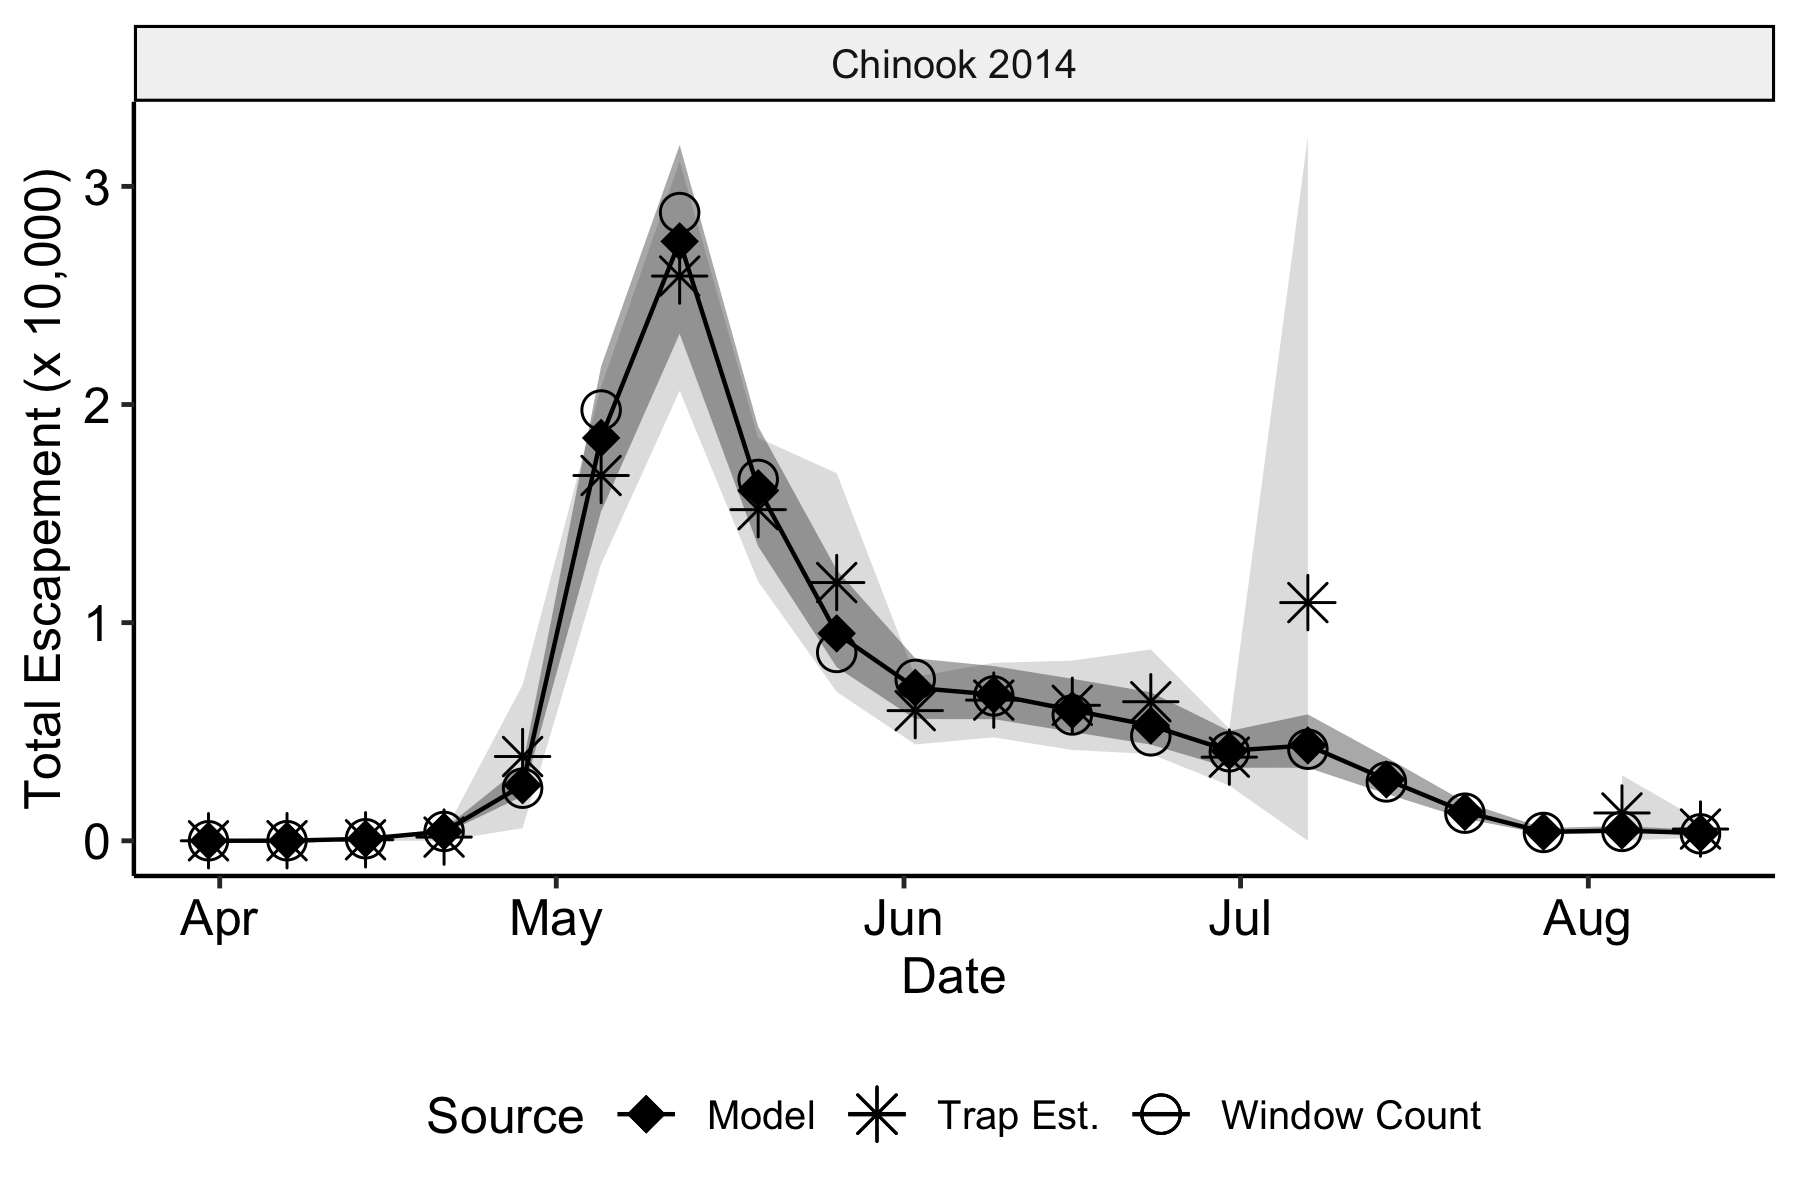 Chinook 2014
Total Escapement (x 10,000)
3
2
1
0
Apr May Jun Jul Aug
Date
Source Model Trap Est. Window Count